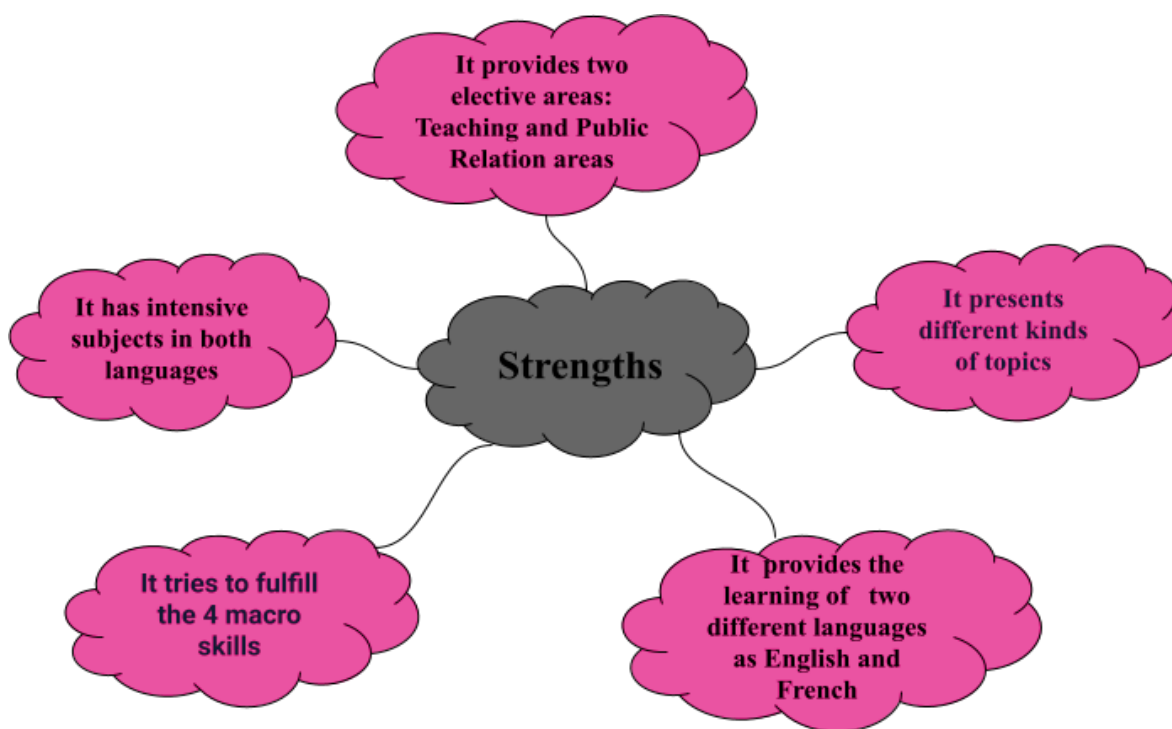 It provides two
elective areas:
Teaching and Public
Relation areas
It has intensive
subjects in both
languages
Strengths
It presents
different kinds
of topics
It tries to fulfill
the 4 macro
skills
It provides the
learning of two
different languages
as English and
French